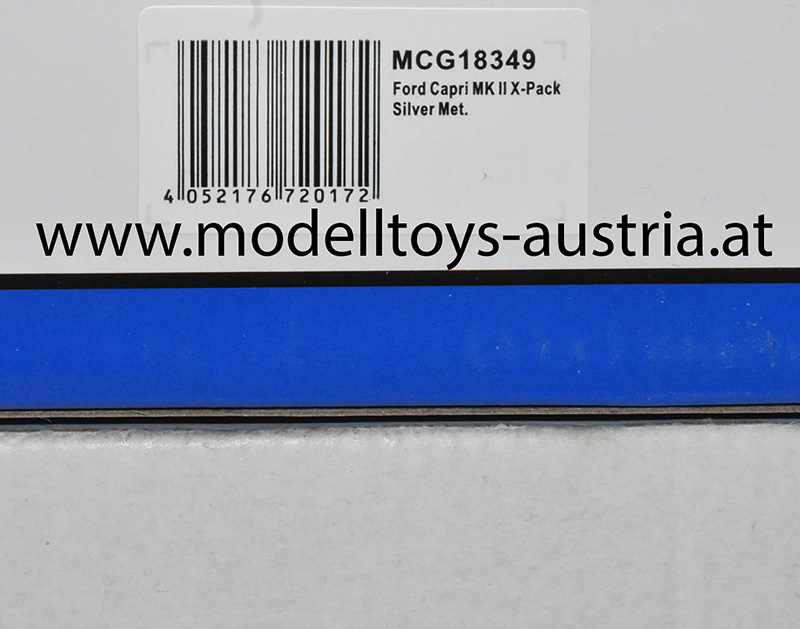 MCG18349
Ford Capri MK II X-Pack
Silver Met.
4 052176 720172
www.modelltoys-austria.at